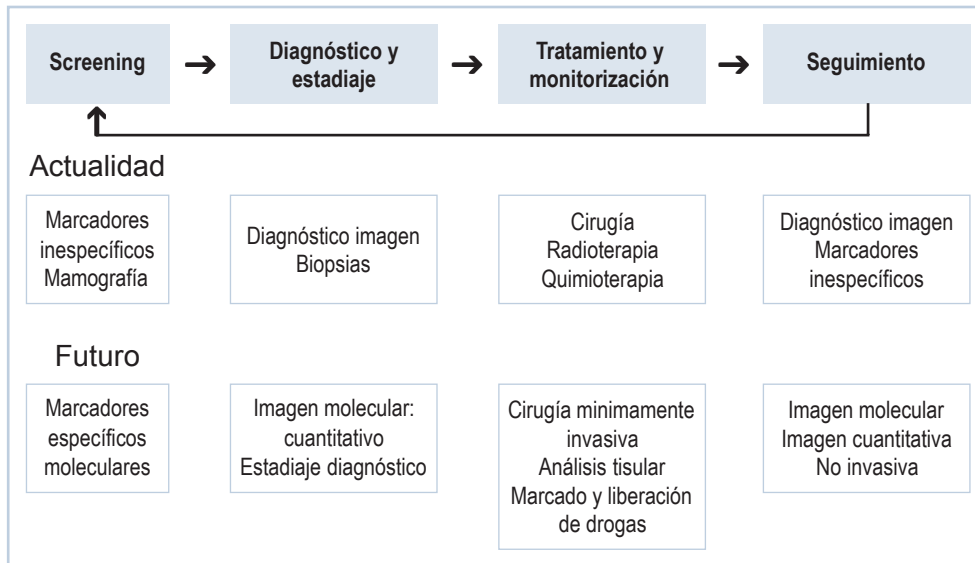 Screening
Diagnóstico y
estadiaje
Tratamiento y
monitorización
Seguimiento
Actualidad
Marcadores
inespecíficos
Mamografía
Diagnóstico imagen
Biopsias
Cirugía
Radioterapia
Quimioterapia
Diagnóstico imagen
Marcadores
inespecíficos
Futuro
Marcadores
específicos
moleculares
Imagen molecular:
cuantitativo
Estadiaje diagnóstico
Cirugía minimamente
invasiva
Análisis tisular
Marcado y liberación
de drogas
Imagen molecular
Imagen cuantitativa
No invasiva